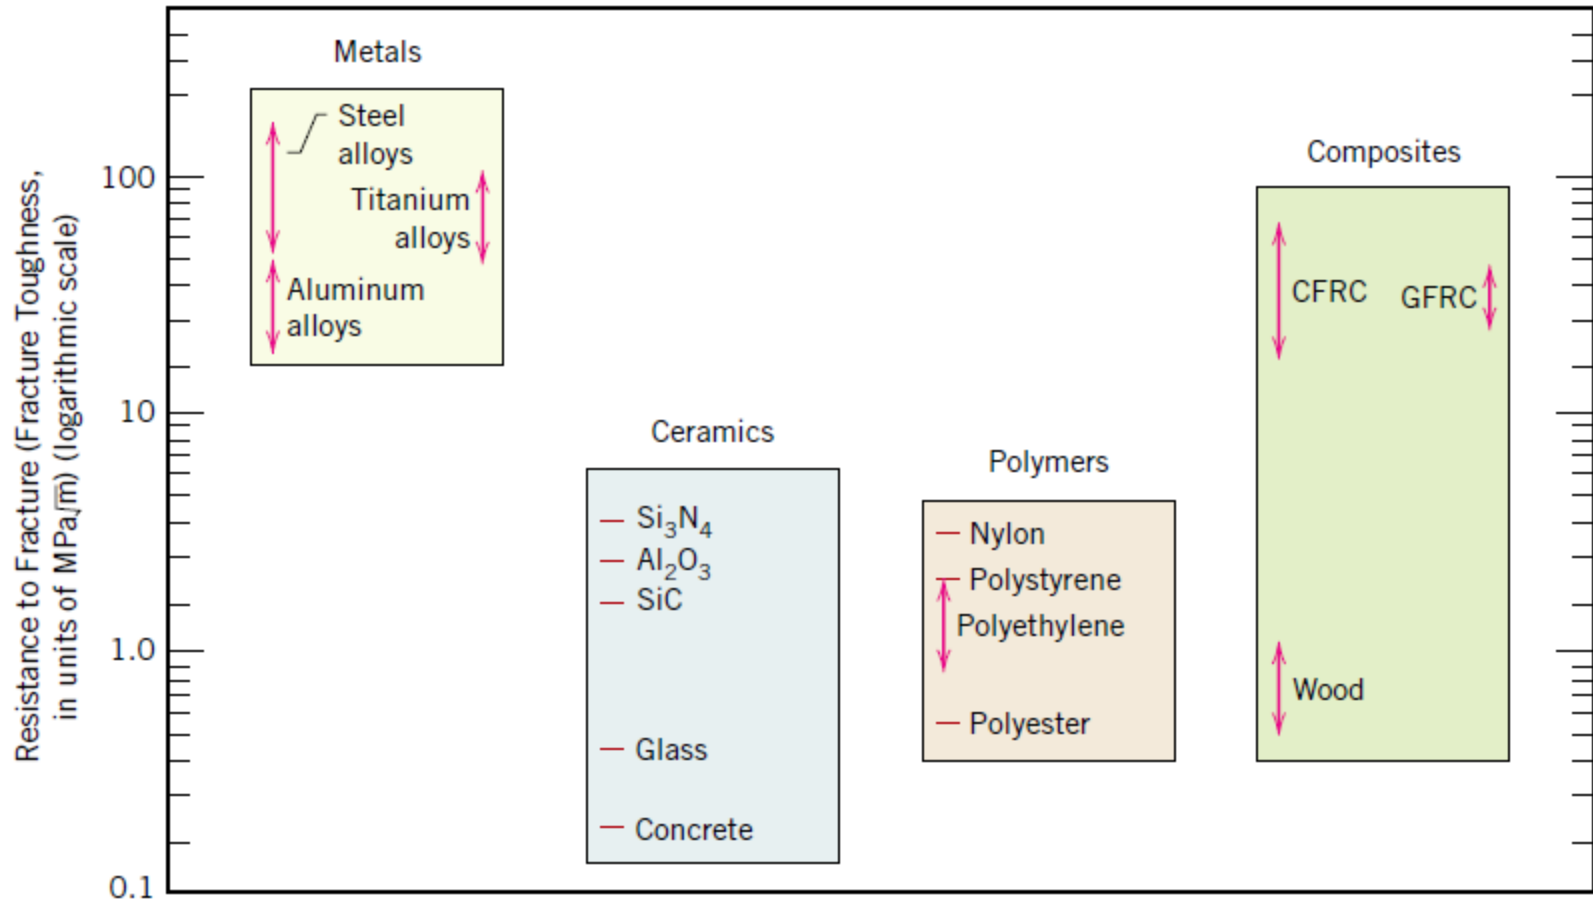 Resistance to Fracture (Fracture Toughness,
in units of MPa√m) (logarithmic scale)
100
10
1.0
0.1
Metals
Steel
alloys
Titanium
alloys
Aluminum
alloys
Ceramics
Si₃N₄
Al₂O₃
SiC
Glass
Concrete
Polymers
Nylon
Polystyrene
Polyethylene
Polyester
Composites
CFRC
GFRC
Wood